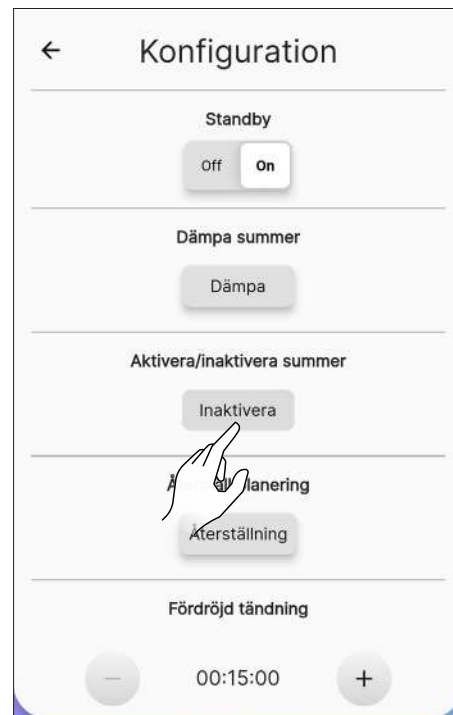 Konfiguration
Standby
Off On
Dämpa summer
Dämpa
Aktivera/inaktivera summer
Inaktivera
Återställning
Fördröjd tändning
00:15:00